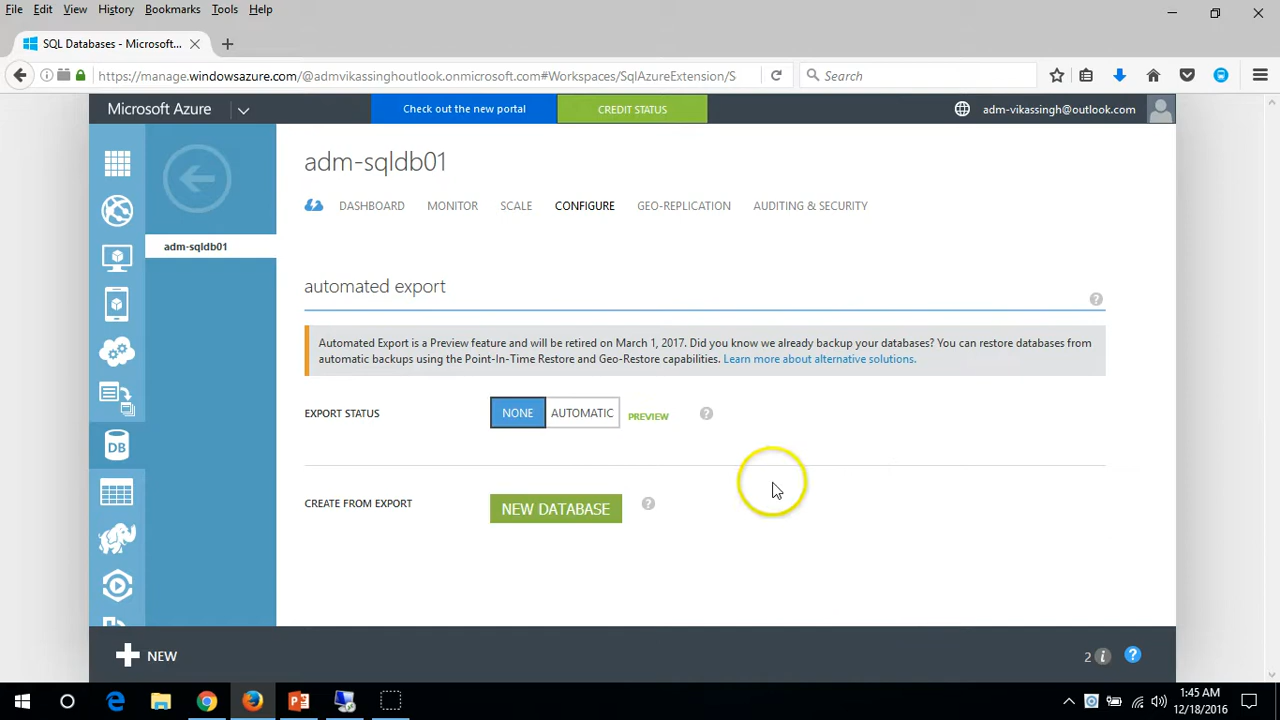 File Edit View History Bookmarks Tools Help
SQL Databases - Microsoft...
https://manage.windowsazure.com/@admvikassinghoutlook.onmicrosoft.com#Workspaces/SqlAzureExtension/S
Search
Microsoft Azure
Check out the new portal
CREDIT STATUS
adm-vikassingh@outlook.com
adm-sqldb01
DASHBOARD MONITOR SCALE CONFIGURE GEO-REPLICATION AUDITING & SECURITY
adm-sqldb01
automated export
?
Automated Export is a Preview feature and will be retired on March 1, 2017. Did you know we already backup your databases? You can restore databases from
automatic backups using the Point-In-Time Restore and Geo-Restore capabilities. Learn more about alternative solutions.
EXPORT STATUS NONE AUTOMATIC PREVIEW ?
DB
CREATE FROM EXPORT NEW DATABASE ?
NEW
2 i ?
1:45 AM
12/18/2016